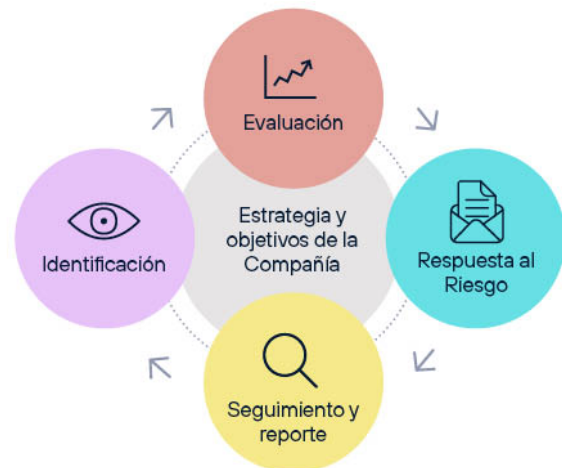 Evaluación
Identificación
Estrategia y
objetivos de la
Compañía
Respuesta al
Riesgo
Seguimiento y
reporte